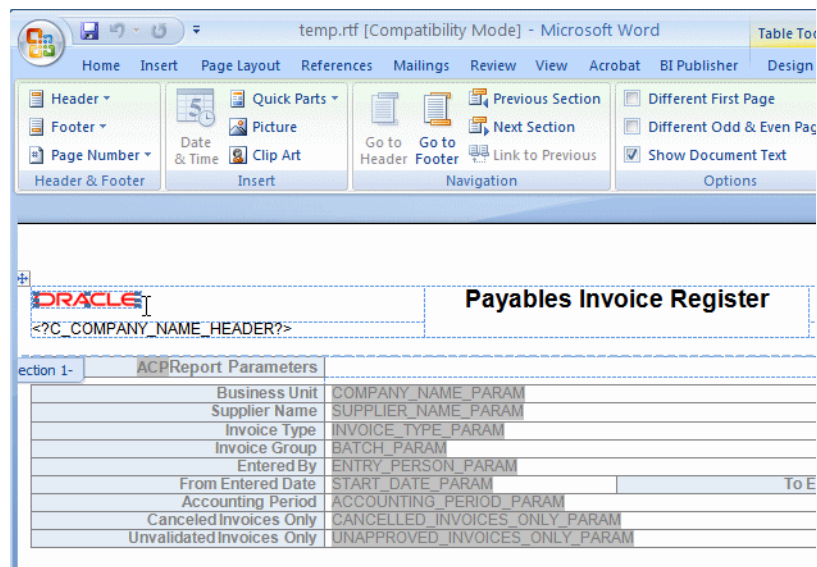 temp.rtf [Compatibility Mode] - Microsoft Word
Table Too
Home Insert Page Layout References Mailings Review View Acrobat BI Publisher Design
Header
Footer
Page Number
Header & Footer
5
Date
& Time
Quick Parts
Picture
Clip Art
Insert
Go to
Header
Go to
Footer
Previous Section
Next Section
Link to Previous
Navigation
Different First Page
Different Odd & Even Pag
Show Document Text
Options
ORACLE
Payables Invoice Register
<?C_COMPANY_NAME_HEADER?>
ection 1-
ACPReport Parameters
Business Unit COMPANY_NAME_PARAM
Supplier Name SUPPLIER_NAME_PARAM
Invoice Type INVOICE_TYPE_PARAM
Invoice Group BATCH_PARAM
Entered By ENTRY_PERSON_PARAM
From Entered Date START_DATE_PARAM To E
Accounting Period ACCOUNTING_PERIOD_PARAM
Canceled Invoices Only CANCELLED_INVOICES_ONLY_PARAM
Unvalidated Invoices Only UNAPPROVED_INVOICES_ONLY_PARAM